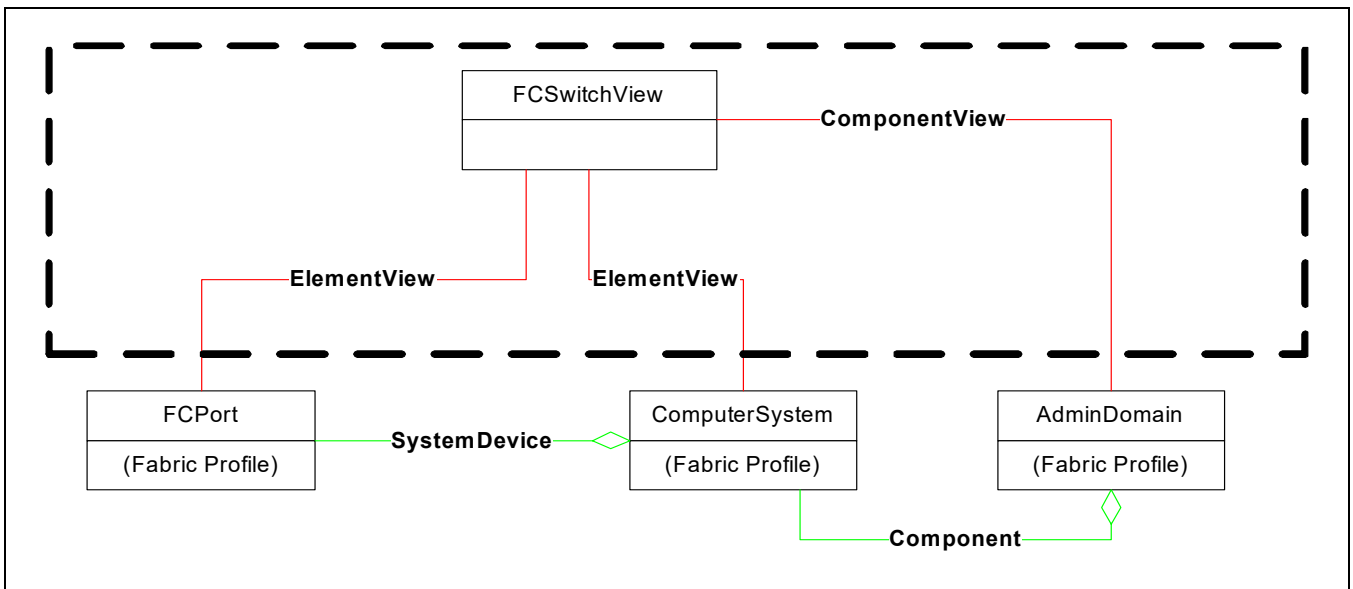 FCSwitchView
ComponentView
ElementView
ElementView
FCPort
(Fabric Profile)
SystemDevice
ComputerSystem
(Fabric Profile)
AdminDomain
(Fabric Profile)
Component